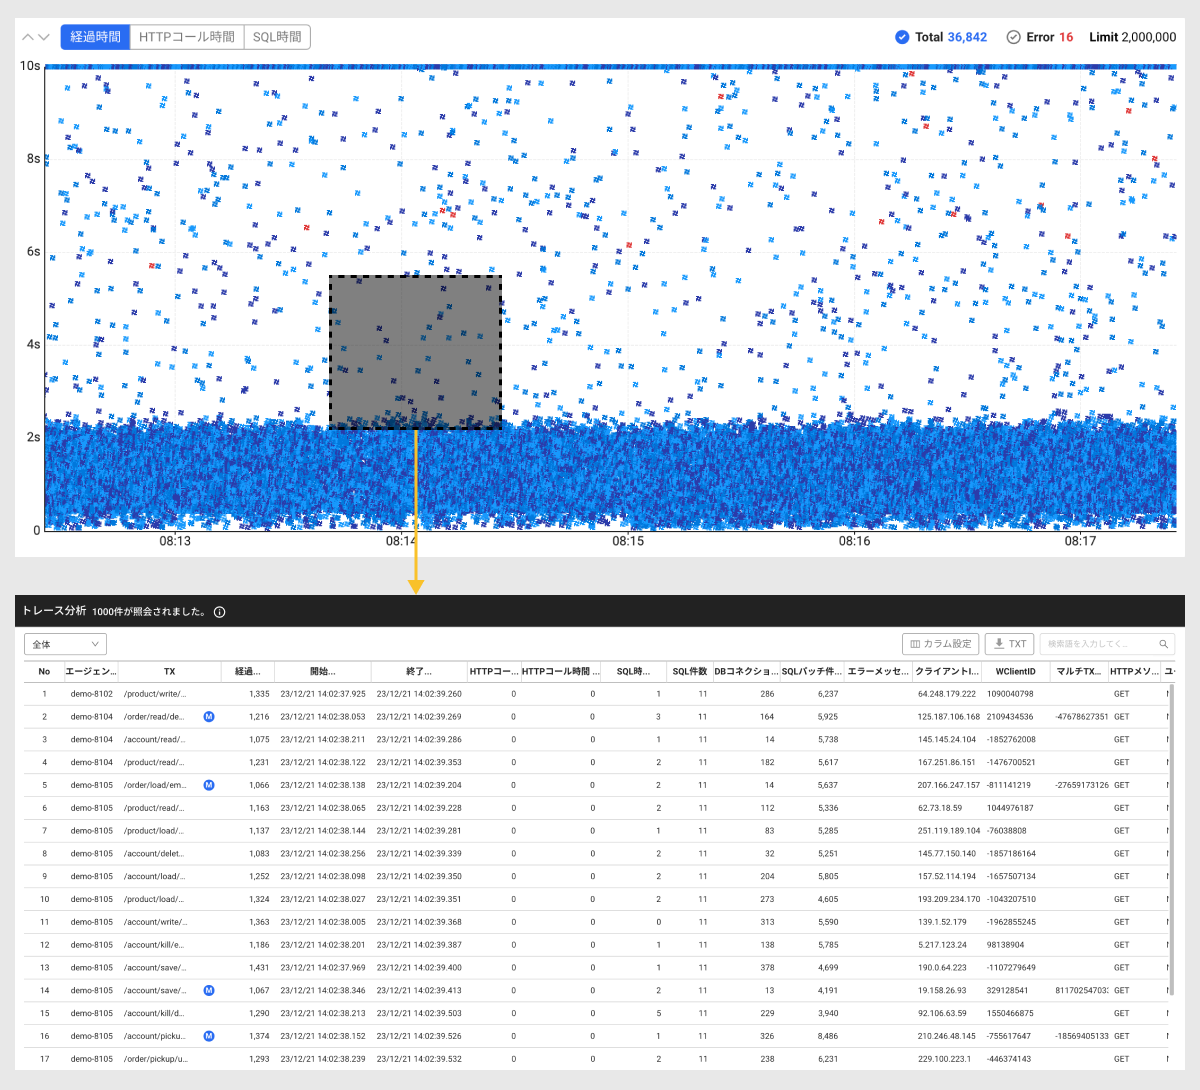 経過時間 HTTPコール時間 SQL時間 Total 36,842 Error 16 Limit 2,000,000
10s
8s
6s
4s
2s
0
08:13 08:14 08:15 08:16 08:17
トレース分析 1000件が照会されました。
全体 カラム設定 TXT 検索語を入力してく...
No エージェン... TX 経過... 開始... 終了... HTTPコー... HTTPコール時間 ... SQL時... SQL件数 DBコネクショ... SQLバッチ件... エラーメッセ... クライアントI... WClientID マルチTX... HTTPメソ... ユー
1 demo-8102 /product/write/... 1,335 23/12/21 14:02:37.925 23/12/21 14:02:39.260 0 0 1 11 286 6,237 64.248.179.222 1090040798 GET
2 demo-8104 /order/read/de... M 1,216 23/12/21 14:02:38.053 23/12/21 14:02:39.269 0 0 3 11 164 5,925 125.187.106.168 2109434536 -47678627351 GET
3 demo-8104 /account/read/... 1,075 23/12/21 14:02:38.211 23/12/21 14:02:39.286 0 0 1 11 14 5,738 145.145.24.104 -1852762008 GET
4 demo-8104 /product/read/... 1,231 23/12/21 14:02:38.122 23/12/21 14:02:39.353 0 0 2 11 182 5,617 167.251.86.151 -1476700521 GET
5 demo-8105 /order/load/em... M 1,066 23/12/21 14:02:38.138 23/12/21 14:02:39.204 0 0 2 11 14 5,637 207.166.247.157 -811141219 -27659173126 GET
6 demo-8105 /product/read/... 1,163 23/12/21 14:02:38.065 23/12/21 14:02:39.228 0 0 2 11 112 5,336 62.73.18.59 1044976187 GET
7 demo-8105 /product/load/... 1,137 23/12/21 14:02:38.144 23/12/21 14:02:39.281 0 0 1 11 83 5,285 251.119.189.104 -76038808 GET
8 demo-8105 /account/delet... 1,083 23/12/21 14:02:38.256 23/12/21 14:02:39.339 0 0 2 11 32 5,251 145.77.150.140 -1857186164 GET
9 demo-8105 /account/load/... 1,252 23/12/21 14:02:38.098 23/12/21 14:02:39.350 0 0 2 11 204 5,805 157.52.114.194 -1657507134 GET
10 demo-8105 /product/load/... 1,324 23/12/21 14:02:38.027 23/12/21 14:02:39.351 0 0 2 11 273 4,605 193.209.234.170 -1043207510 GET
11 demo-8105 /account/write/... 1,363 23/12/21 14:02:38.005 23/12/21 14:02:39.368 0 0 0 11 313 5,590 139.1.52.179 -1962855245 GET
12 demo-8105 /account/kill/e... 1,186 23/12/21 14:02:38.201 23/12/21 14:02:39.387 0 0 1 11 138 5,785 5.217.123.24 98138904 GET
13 demo-8105 /account/save/... 1,431 23/12/21 14:02:37.969 23/12/21 14:02:39.400 0 0 1 11 378 4,699 190.0.64.223 -1107279649 GET
14 demo-8105 /account/save/... M 1,067 23/12/21 14:02:38.346 23/12/21 14:02:39.413 0 0 2 11 13 4,191 19.158.26.93 329128541 GET
15 demo-8105 /account/kill/d... 1,290 23/12/21 14:02:38.213 23/12/21 14:02:39.503 0 0 5 11 229 3,940 92.106.63.59 1550466875 GET
16 demo-8105 /account/picku... M 1,374 23/12/21 14:02:38.152 23/12/21 14:02:39.526 0 0 1 11 326 8,486 210.246.48.145 -755617647 -18569405133 GET
17 demo-8105 /order/pickup/u... 1,293 23/12/21 14:02:38.239 23/12/21 14:02:39.532 0 0 2 11 238 6,231 229.100.223.1 -446374143 GET